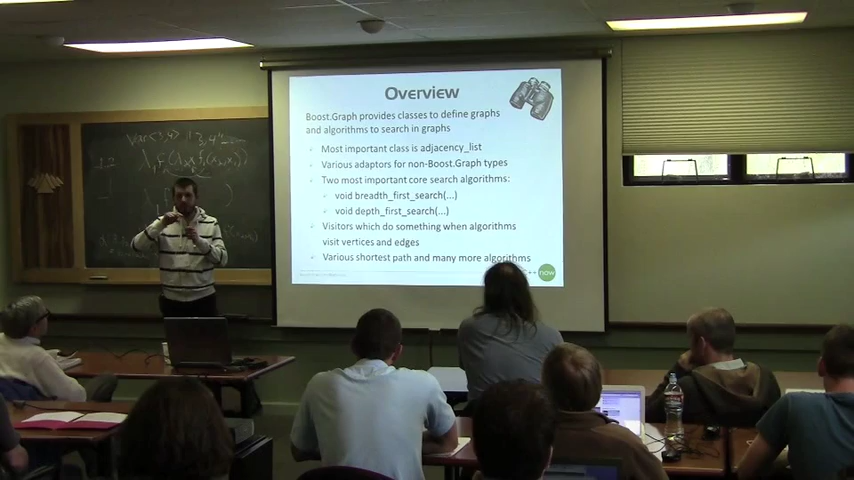 Overview
Boost.Graph provides classes to define graphs
and algorithms to search in graphs
Most important class is adjacency_list
Various adaptors for non-Boost.Graph types
Two most important core search algorithms:
void breadth_first_search(...)
void depth_first_search(...)
Visitors which do something when algorithms
visit vertices and edges
Various shortest path and many more algorithms
C++ now